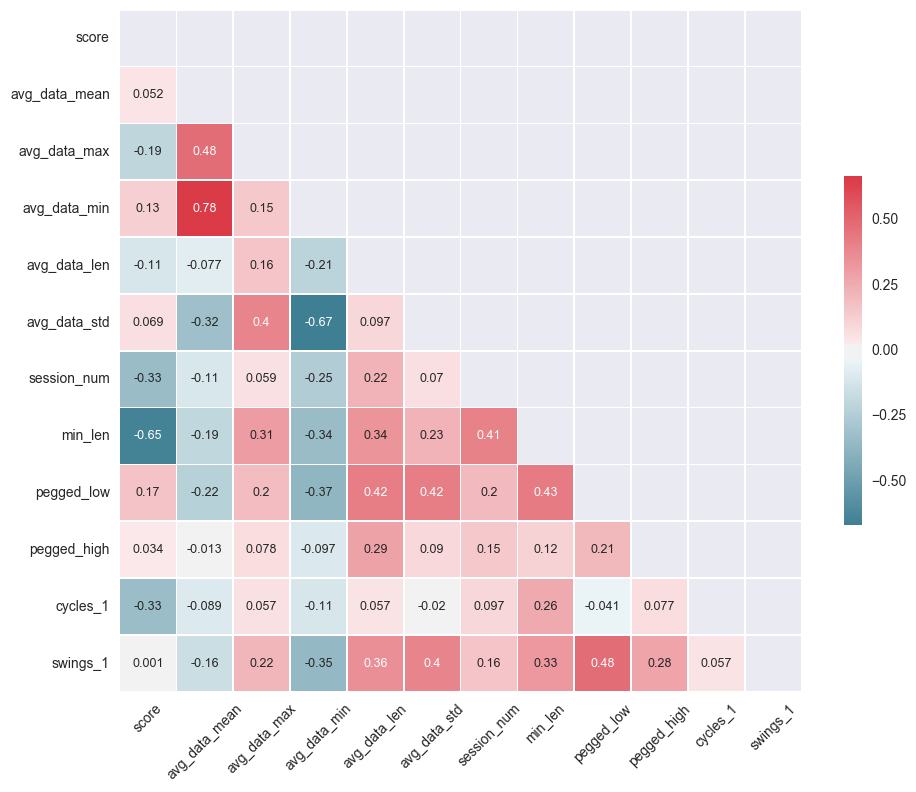 score
avg_data_mean 0.052
avg_data_max -0.19 0.48
avg_data_min 0.13 0.78 0.15
avg_data_len -0.11 -0.077 0.16 -0.21
avg_data_std 0.069 -0.32 0.4 -0.67 0.097
session_num -0.33 -0.11 0.059 -0.25 0.22 0.07
min_len -0.65 -0.19 0.31 -0.34 0.34 0.23 0.41
pegged_low 0.17 -0.22 0.2 -0.37 0.42 0.42 0.2 0.43
pegged_high 0.034 -0.013 0.078 -0.097 0.29 0.09 0.15 0.12 0.21
cycles_1 -0.33 -0.089 0.057 -0.11 0.057 -0.02 0.097 0.26 -0.041 0.077
swings_1 0.001 -0.16 0.22 -0.35 0.36 0.4 0.16 0.33 0.48 0.28 0.057
score avg_data_mean avg_data_max avg_data_min avg_data_len avg_data_std session_num min_len pegged_low pegged_high cycles_1 swings_1
0.50
0.25
0.00
−0.25
−0.50